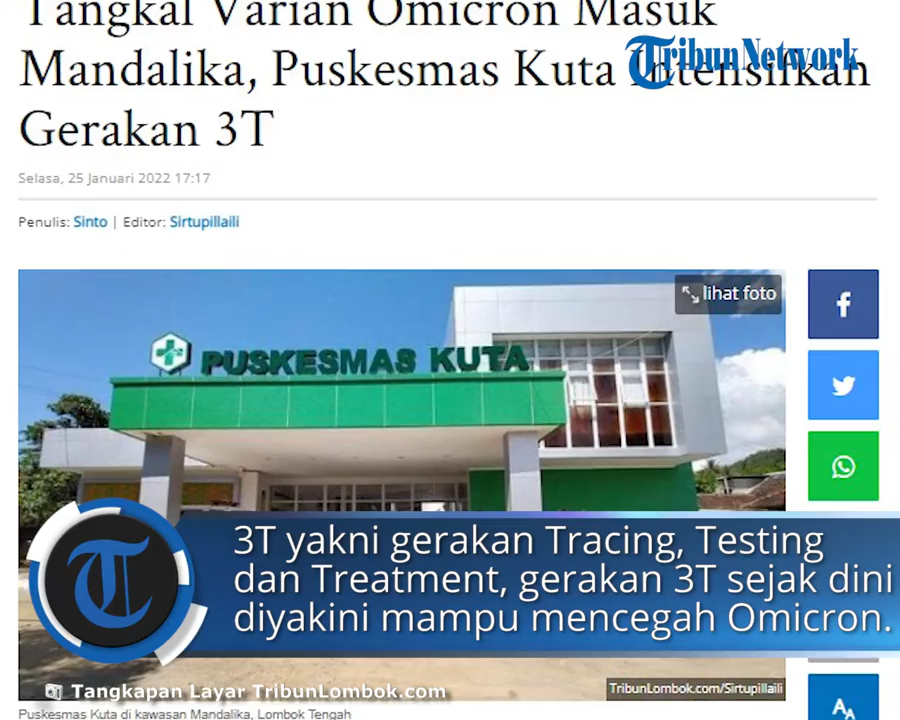 Tangkal Varian Omicron Masuk
Mandalika, Puskesmas Kuta Intensifkan
Gerakan 3T
TribunNetwork
Selasa, 25 Januari 2022 17:17
Penulis: Sinto | Editor: Sirtupillaili
lihat foto
PUSKESMAS KUTA
3T yakni gerakan Tracing, Testing
dan Treatment, gerakan 3T sejak dini
diyakini mampu mencegah Omicron.
Tangkapan Layar TribunLombok.com
TribunLombok.com/Sirtupillaili
Puskesmas Kuta di kawasan Mandalika, Lombok Tengah
AA